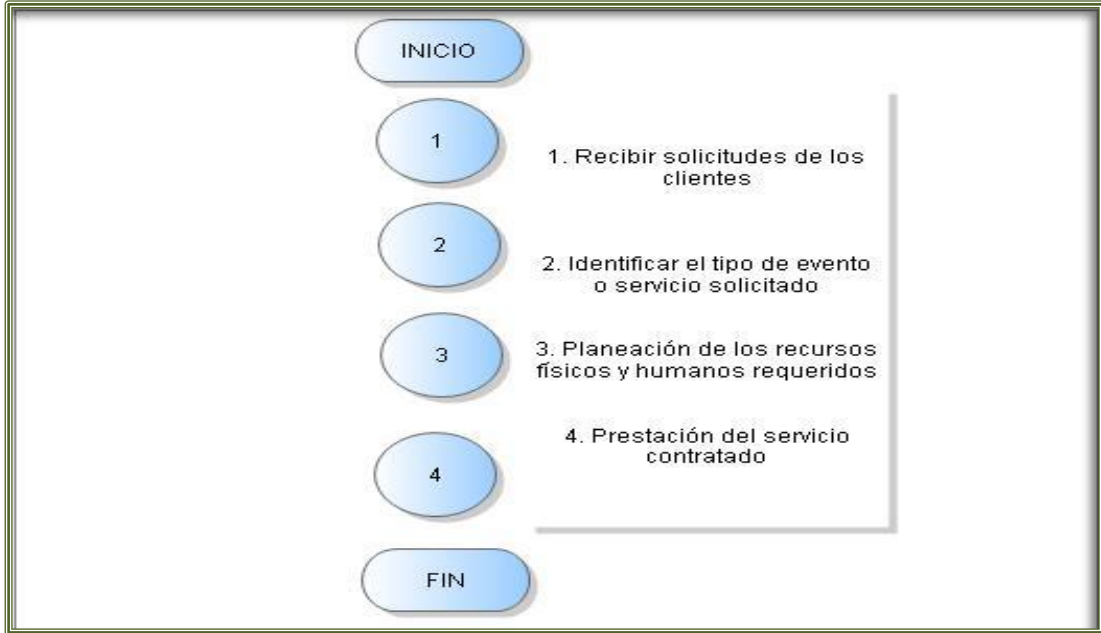 INICIO
1
1. Recibir solicitudes de los
clientes
2
2. Identificar el tipo de evento
o servicio solicitado
3
3. Planeación de los recursos
físicos y humanos requeridos
4
4. Prestación del servicio
contratado
FIN